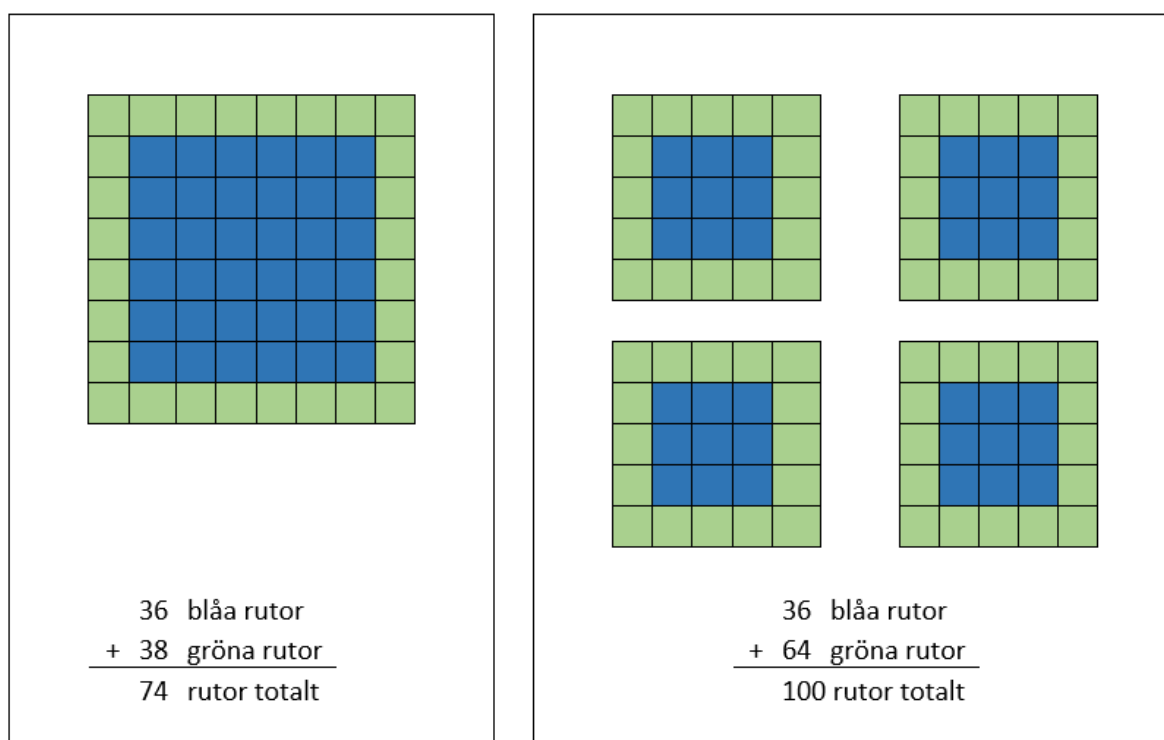 36 blåa rutor
+ 38 gröna rutor
74 rutor totalt
36 blåa rutor
+ 64 gröna rutor
100 rutor totalt